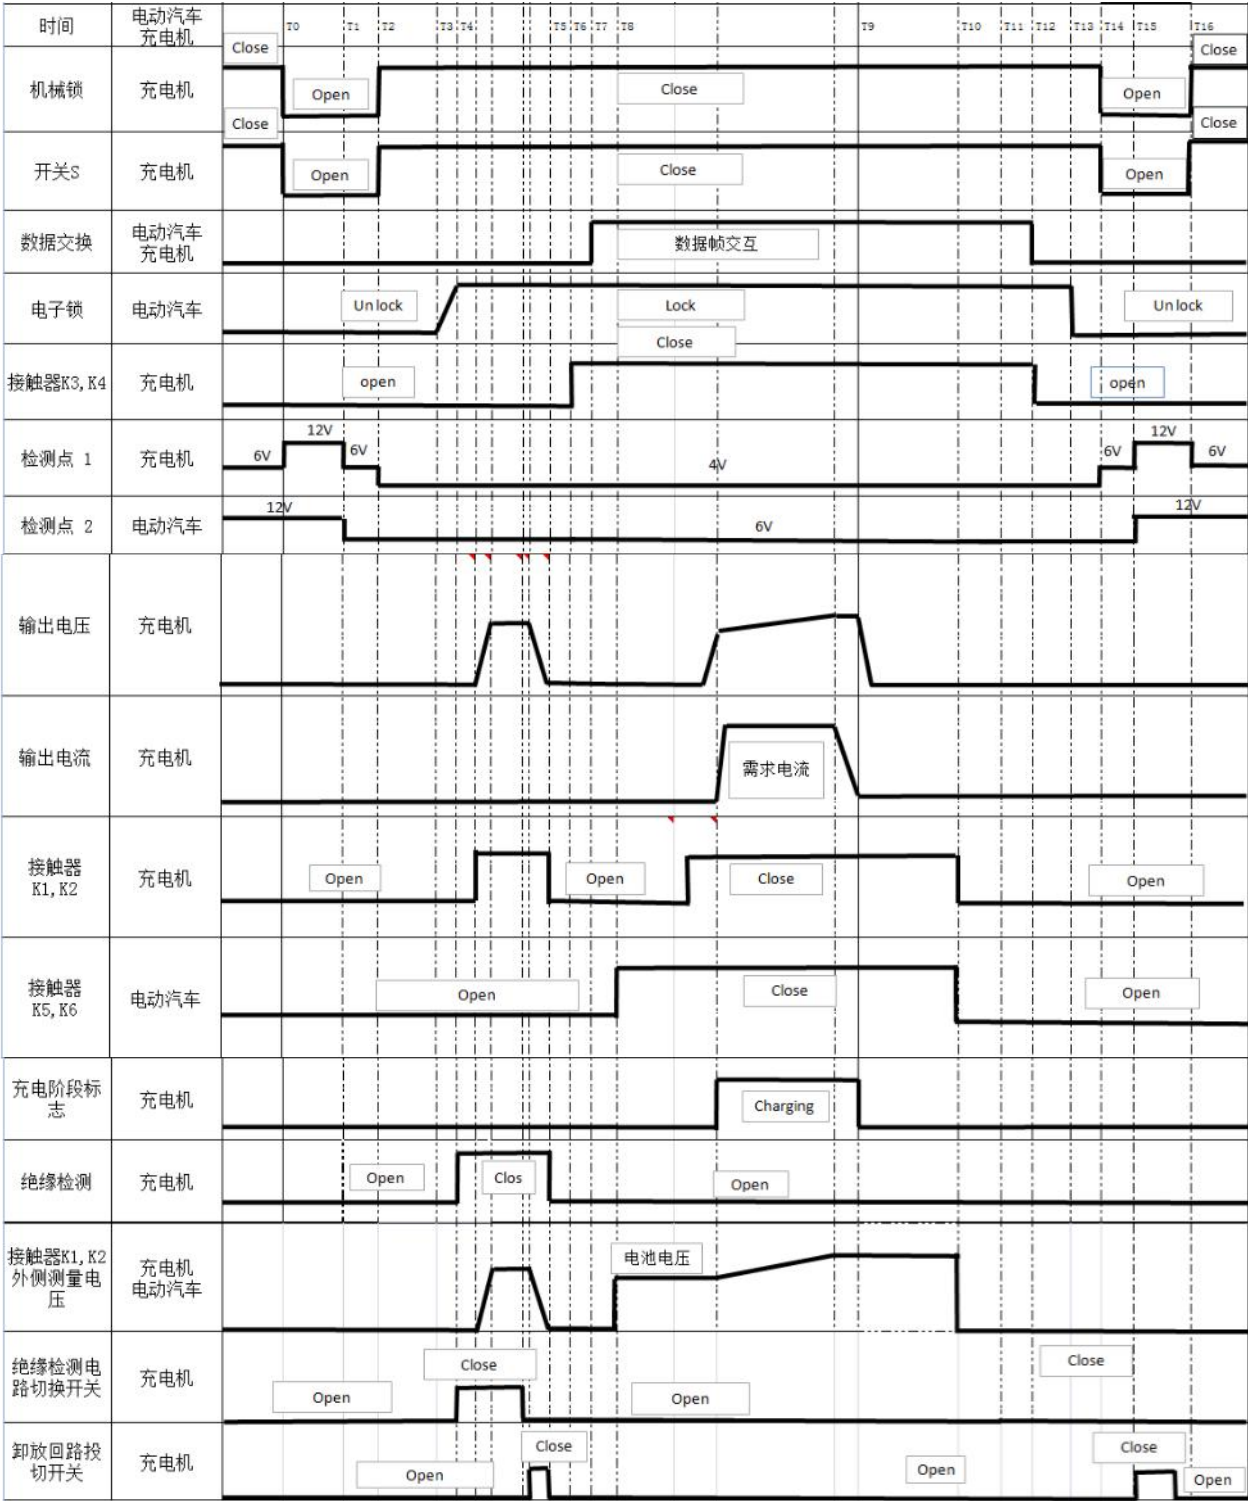 时间
电动汽车
充电机
T0
T1
T2
T3
T4
T5
T6
T7
T8
T9
T10
T11
T12
T13
T14
T15
T16
Close
Close
机械锁
充电机
Open
Close
Open
Close
Close
开关S
充电机
Open
Close
Open
数据交换
电动汽车
充电机
数据帧交互
电子锁
电动汽车
Un lock
Lock
Un lock
Close
接触器K3,K4
充电机
open
open
检测点 1
充电机
6V
12V
6V
4V
6V
12V
6V
检测点 2
电动汽车
12V
6V
12V
输出电压
充电机
输出电流
充电机
需求电流
接触器
K1,K2
充电机
Open
Open
Close
Open
接触器
K5,K6
电动汽车
Open
Close
Open
充电阶段标
志
充电机
Charging
绝缘检测
充电机
Open
Clos
Open
接触器K1,K2
外侧测量电
压
充电机
电动汽车
电池电压
绝缘检测电
路切换开关
充电机
Open
Close
Open
Close
卸放回路投
切开关
充电机
Open
Close
Open
Close
Open